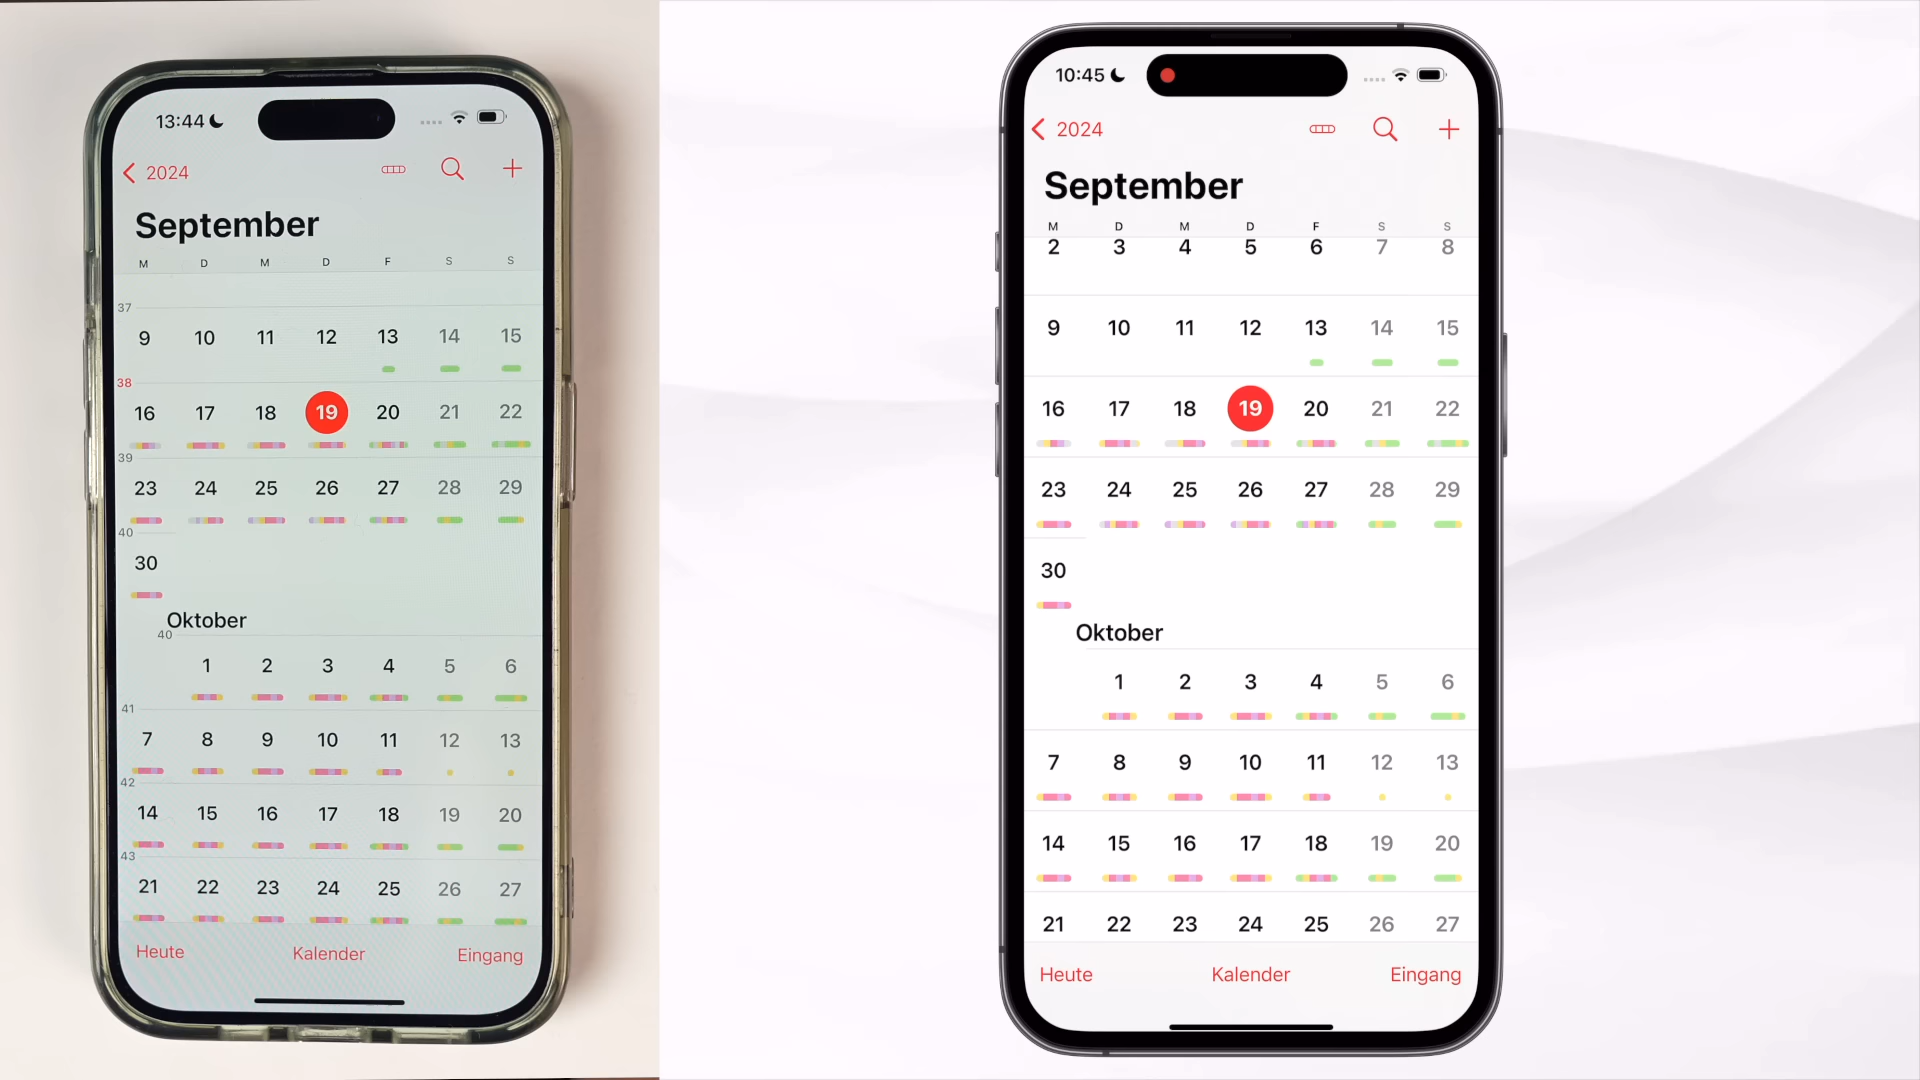 13:44
2024
September
M D M D F S S
37
9 10 11 12 13 14 15
38
16 17 18 19 20 21 22
39
23 24 25 26 27 28 29
40
30
Oktober
40
1 2 3 4 5 6
41
7 8 9 10 11 12 13
42
14 15 16 17 18 19 20
43
21 22 23 24 25 26 27
Heute Kalender Eingang
10:45
2024
September
M D M D F S S
2 3 4 5 6 7 8
9 10 11 12 13 14 15
16 17 18 19 20 21 22
23 24 25 26 27 28 29
30
Oktober
1 2 3 4 5 6
7 8 9 10 11 12 13
14 15 16 17 18 19 20
21 22 23 24 25 26 27
Heute Kalender Eingang